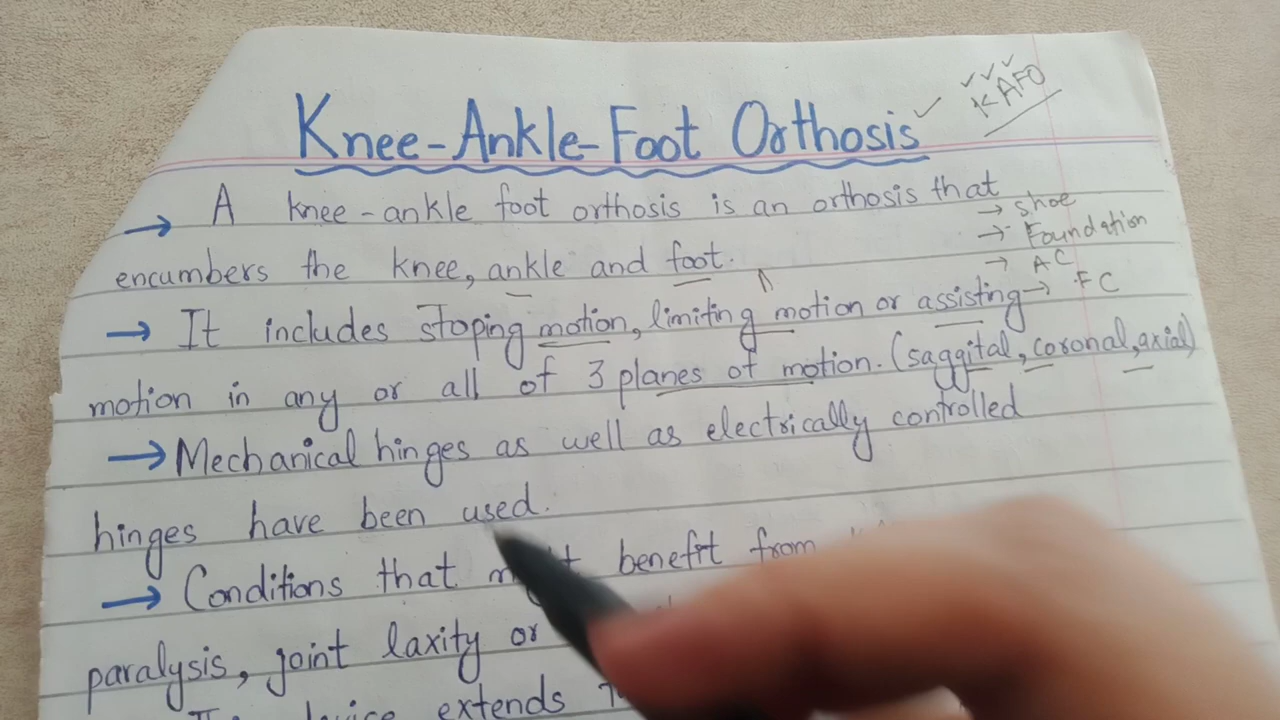 Knee-Ankle-Foot Orthosis
KAFO
→ A knee-ankle foot orthosis is an orthosis that
→ shoe
→ Foundation
encumbers the knee, ankle and foot.
→ AC
→ FC
→ It includes stoping motion, limiting motion or assisting
motion in any or all of 3 planes of motion. (saggital, coronal, axial)
→ Mechanical hinges as well as electrically controlled
hinges have been used.
→ Conditions that benefit from
paralysis, joint laxity or
extends